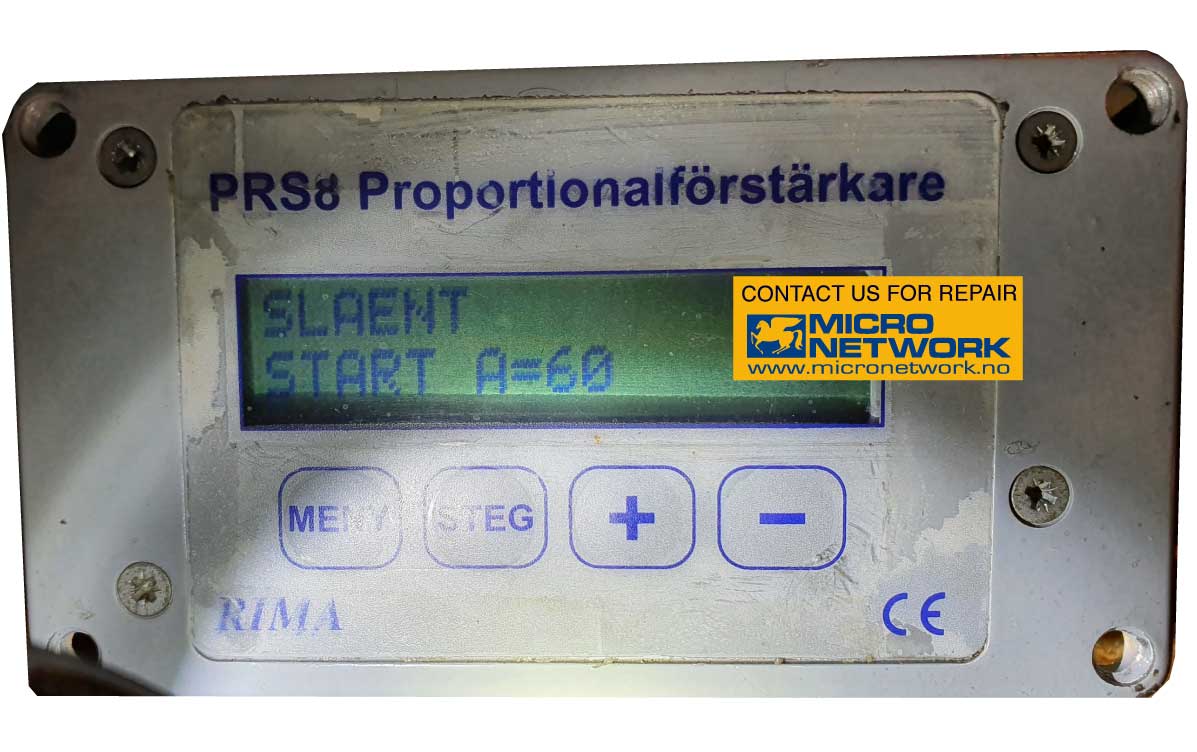 PRS8 Proportionalförstärkare
SLAENT
START A=60
CONTACT US FOR REPAIR
MICRO
NETWORK
www.micronetwork.no
MENY STEG + −
RIMA
CE